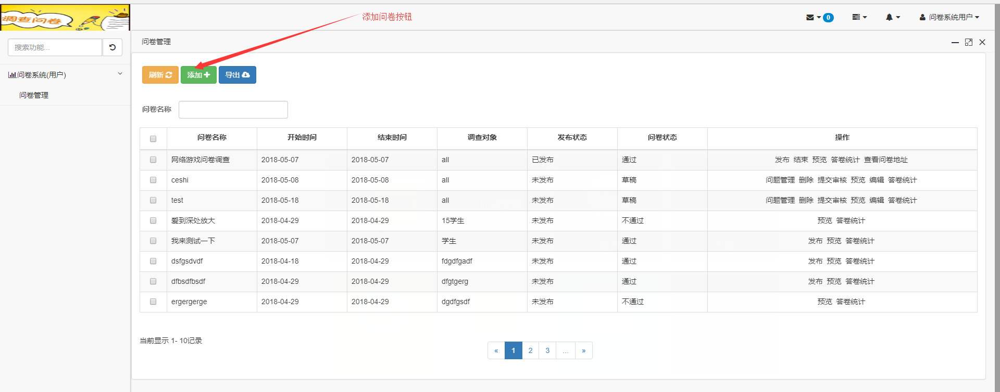 调查问卷
添加问卷按钮
0
问卷系统用户
搜索功能...
问卷系统(用户)
问卷管理
问卷管理
刷新 添加 导出
问卷名称
问卷名称 开始时间 结束时间 调查对象 发布状态 问卷状态 操作
网络游戏问卷调查 2018-05-07 2018-05-07 all 已发布 通过 发布 结束 预览 答卷统计 查看问卷地址
ceshi 2018-05-08 2018-05-08 all 未发布 草稿 问题管理 删除 提交审核 预览 编辑 答卷统计
test 2018-05-18 2018-05-18 all 未发布 草稿 问题管理 删除 提交审核 预览 编辑 答卷统计
爱到深处放大 2018-04-29 2018-04-29 15学生 未发布 不通过 预览 答卷统计
我来测试一下 2018-05-07 2018-05-07 学生 未发布 通过 发布 预览 答卷统计
dsfgsdvdf 2018-04-18 2018-04-29 fdgdfgadf 未发布 通过 发布 预览 答卷统计
dfbsdfbsdf 2018-04-29 2018-04-29 dfgtgerg 未发布 通过 发布 预览 答卷统计
ergergerge 2018-04-29 2018-04-29 dgdfgsdf 未发布 不通过 预览 答卷统计
当前显示 1- 10记录
« 1 2 3 ... »